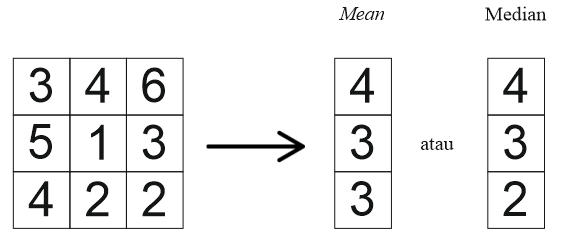 Mean Median
3 4 6 4 4
5 1 3 3 atau 3
4 2 2 3 2